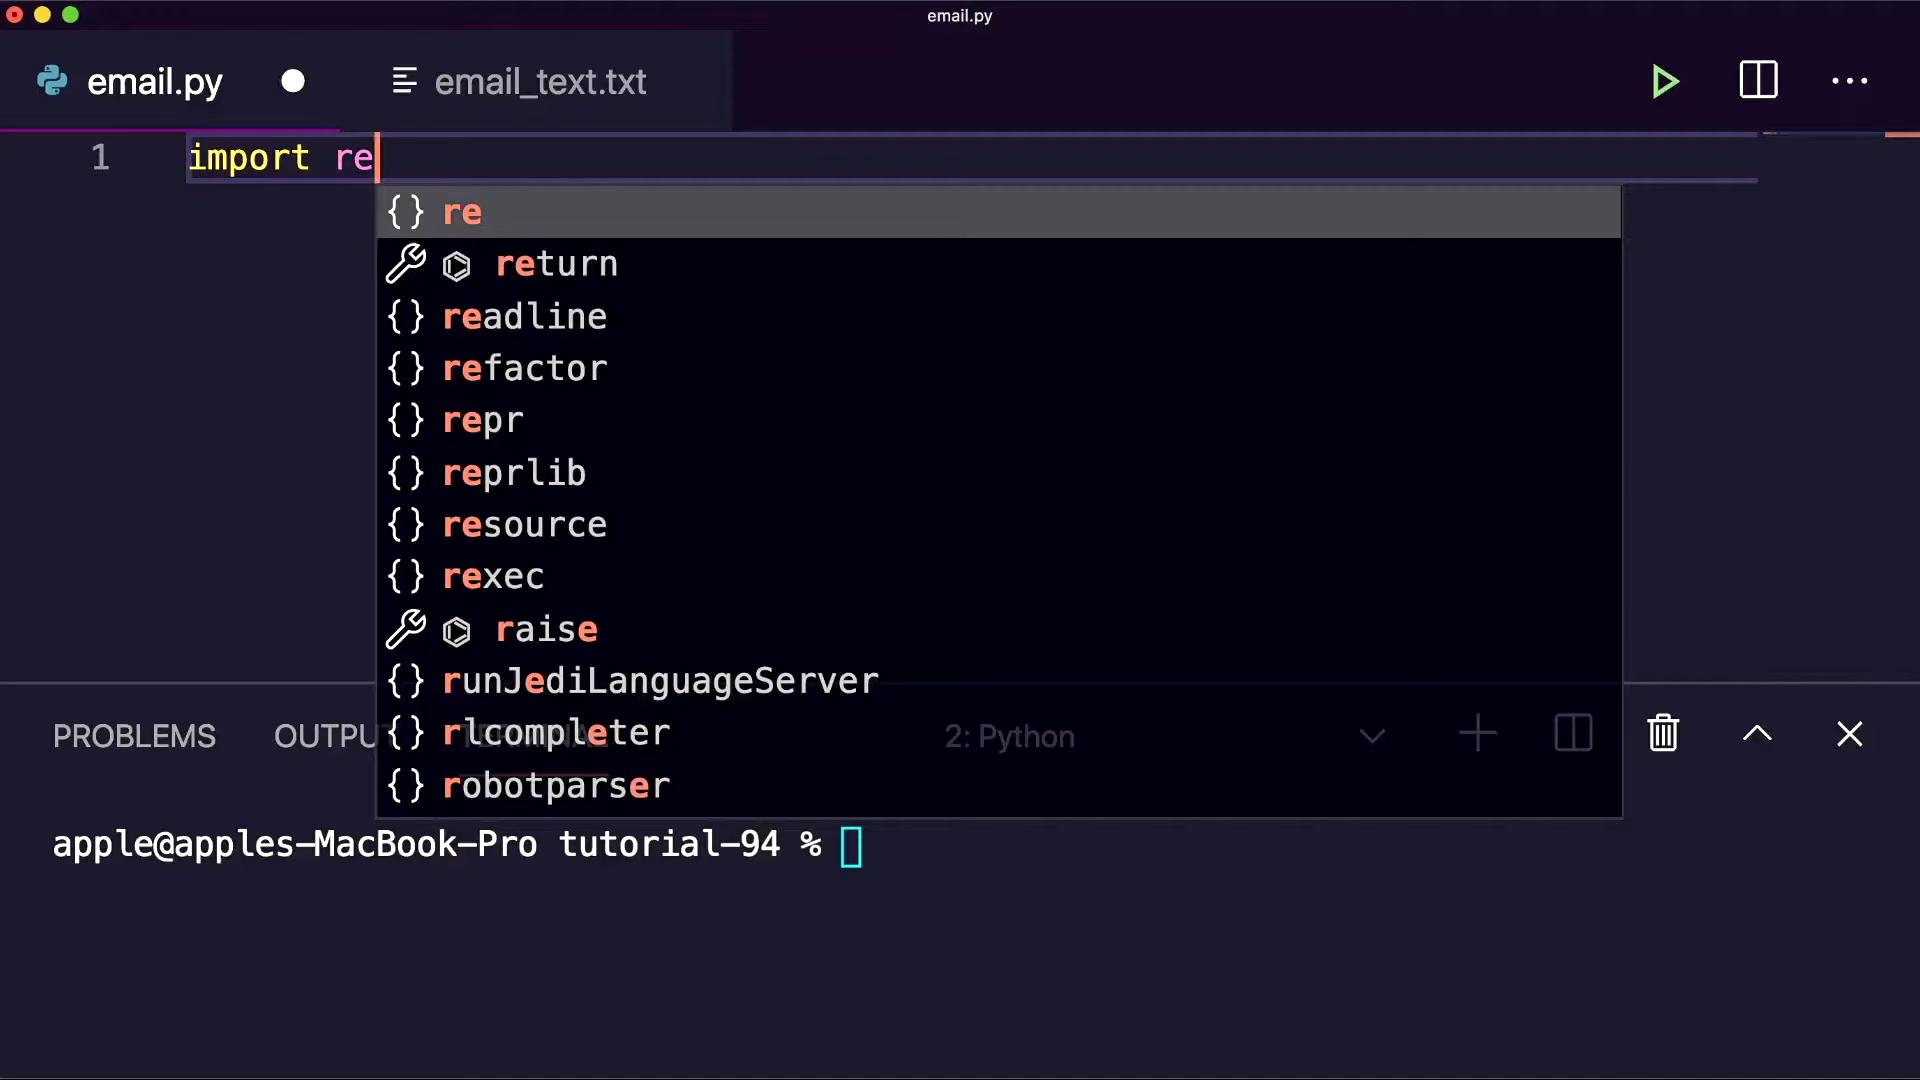 email.py
email.py
email_text.txt
1 import re
re
return
readline
refactor
repr
reprlib
resource
rexec
raise
runJediLanguageServer
rlcompleter
robotparser
PROBLEMS OUTPU TERMINAL 2: Python
apple@apples-MacBook-Pro tutorial-94 %